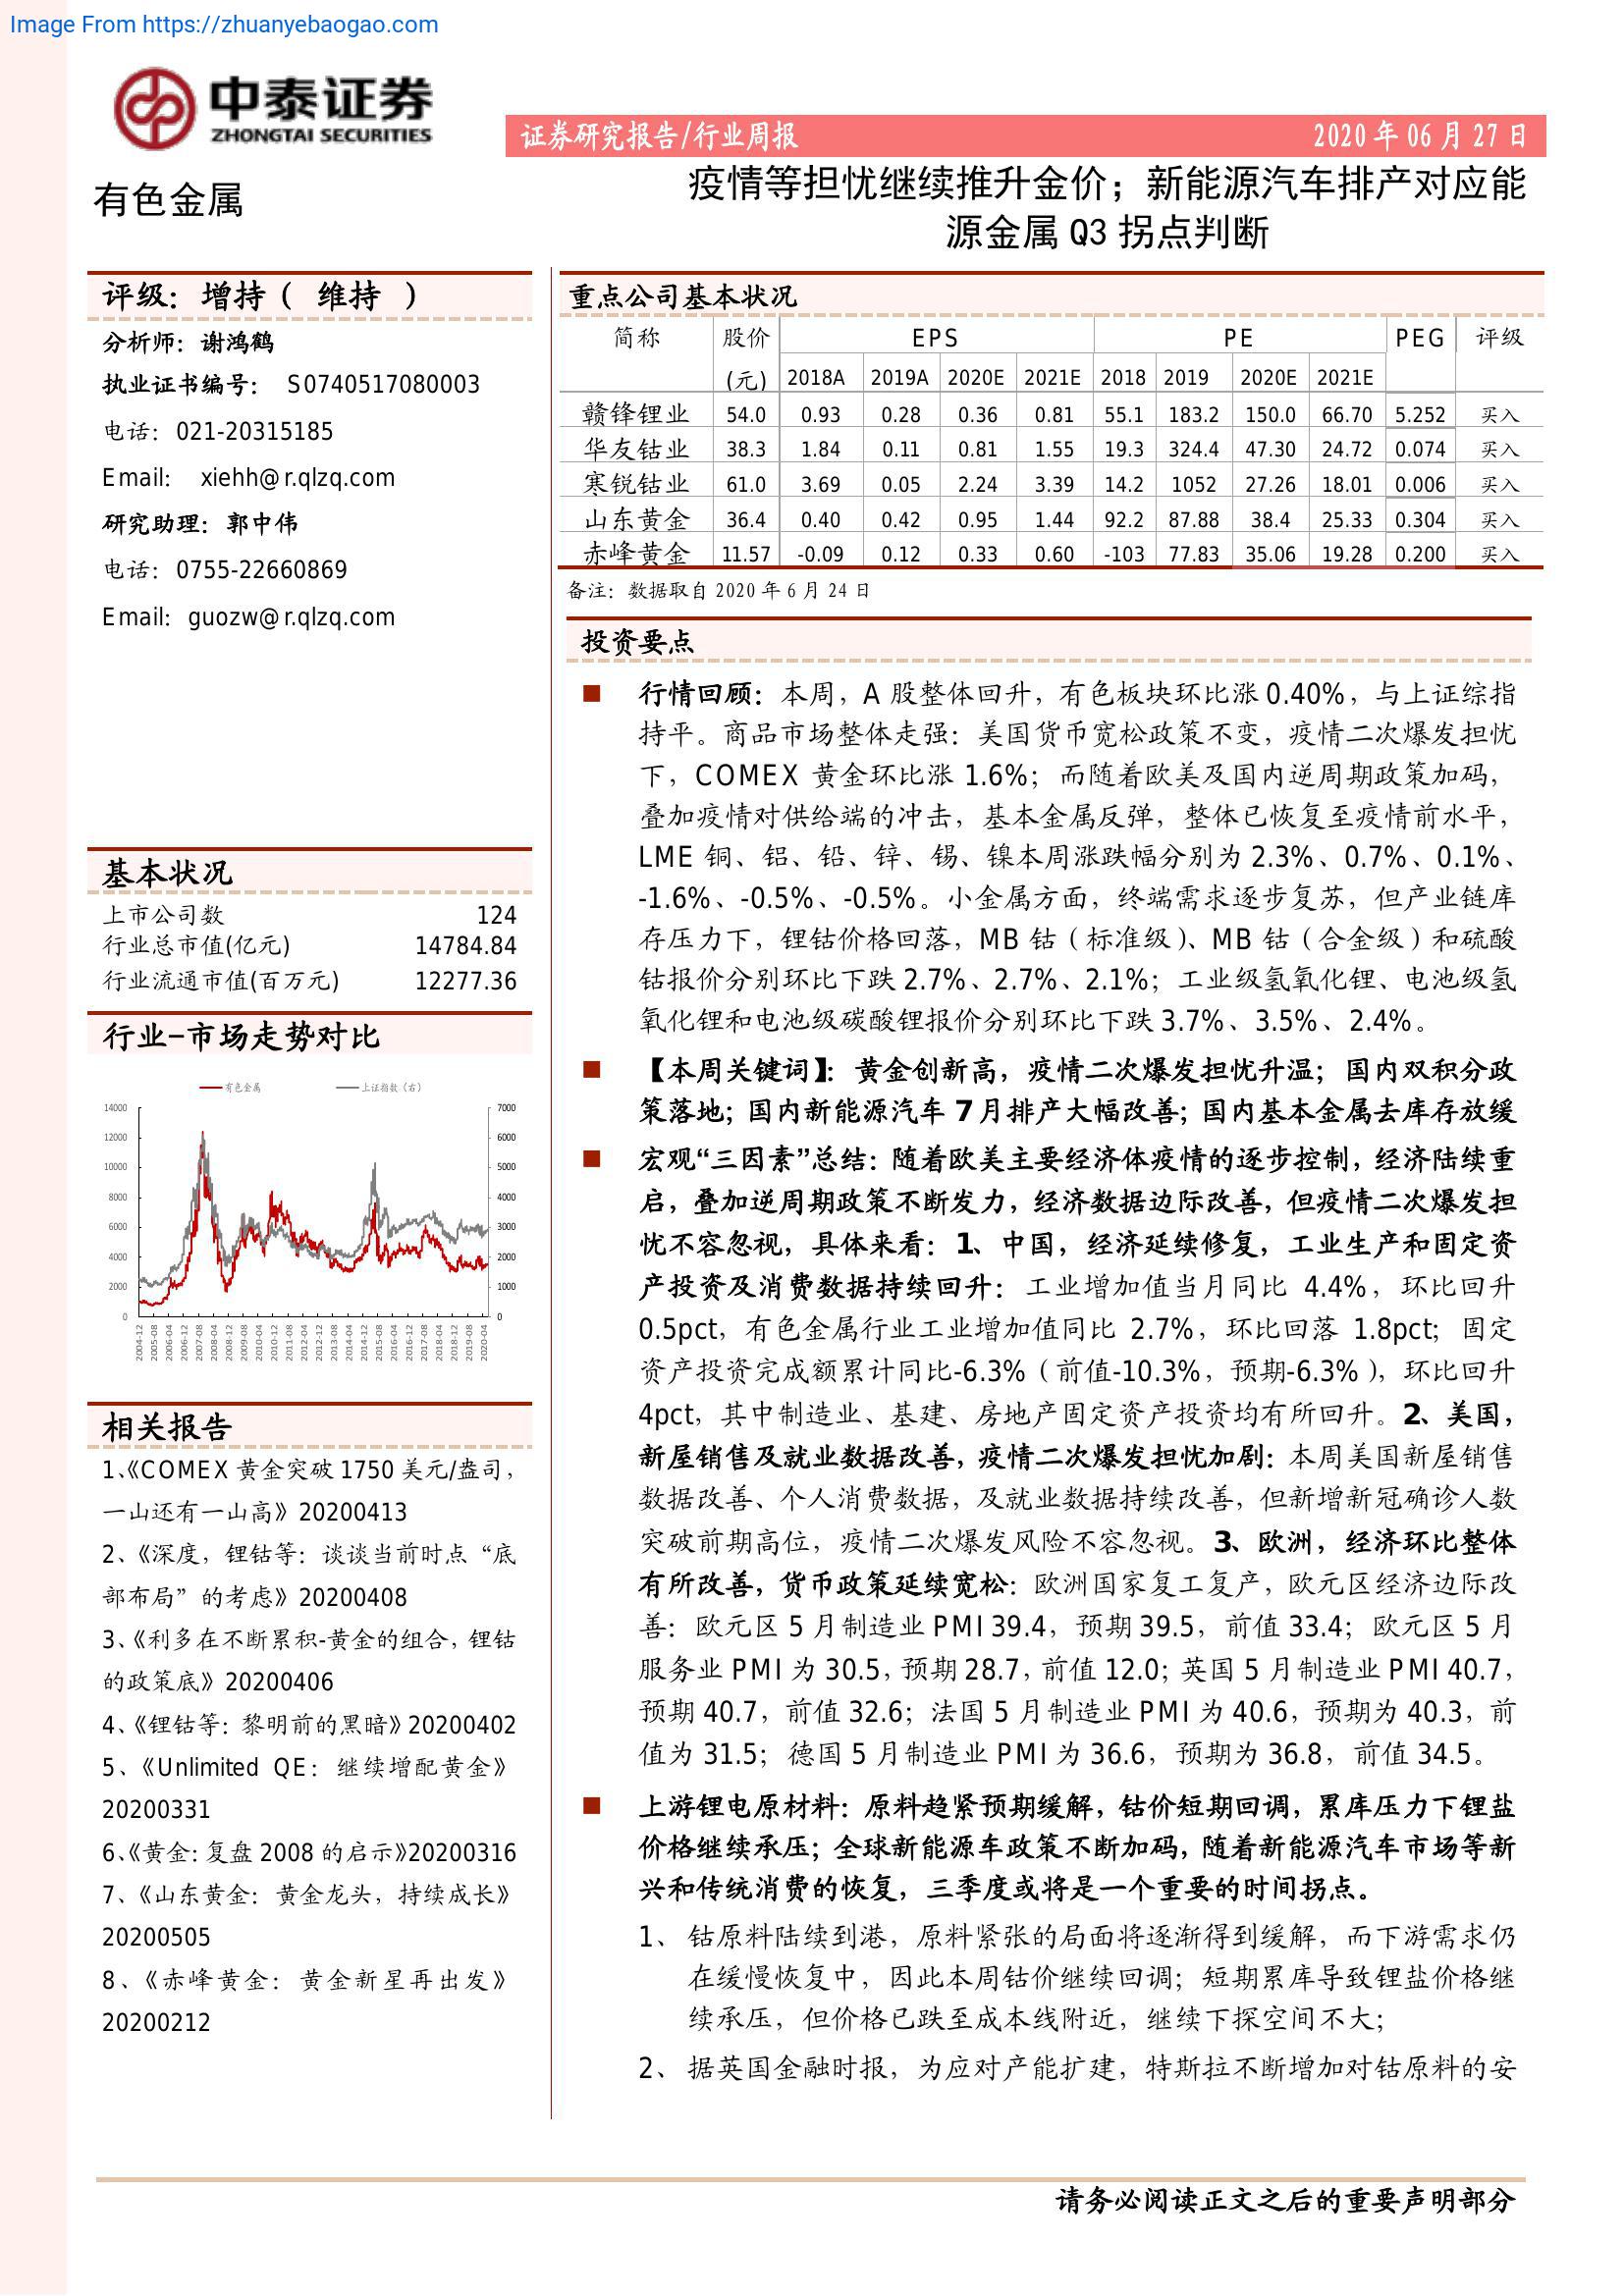 Image From https://zhuanyebaogao.com
中泰证券
ZHONGTAI SECURITIES
证券研究报告/行业周报 2020 年 06 月 27 日
有色金属
疫情等担忧继续推升金价；新能源汽车排产对应能
源金属 Q3 拐点判断
评级：增持（ 维持 ）
分析师：谢鸿鹤
执业证书编号： S0740517080003
电话：021-20315185
Email: xiehh@r.qlzq.com
研究助理：郭中伟
电话：0755-22660869
Email: guozw@r.qlzq.com
基本状况
上市公司数 124
行业总市值(亿元) 14784.84
行业流通市值(百万元) 12277.36
行业-市场走势对比
有色金属 上证指数（右）
14000 7000
12000 6000
10000 5000
8000 4000
6000 3000
4000 2000
2000 1000
0 0
2004-12 2005-08 2006-04 2006-12 2007-08 2008-04 2008-12 2009-08 2010-04 2010-12 2011-08 2012-04 2012-12 2013-08 2014-04 2014-12 2015-08 2016-04 2016-12 2017-08 2018-04 2018-12 2019-08 2020-04
相关报告
1、《COMEX 黄金突破 1750 美元/盎司，
一山还有一山高》20200413
2、《深度，锂钴等：谈谈当前时点“底
部布局”的考虑》20200408
3、《利多在不断累积-黄金的组合，锂钴
的政策底》20200406
4、《锂钴等：黎明前的黑暗》20200402
5、《Unlimited QE：继续增配黄金》
20200331
6、《黄金：复盘 2008 的启示》20200316
7、《山东黄金：黄金龙头，持续成长》
20200505
8、《赤峰黄金：黄金新星再出发》
20200212
重点公司基本状况
简称 股价 EPS PE PEG 评级
(元) 2018A 2019A 2020E 2021E 2018 2019 2020E 2021E
赣锋锂业 54.0 0.93 0.28 0.36 0.81 55.1 183.2 150.0 66.70 5.252 买入
华友钴业 38.3 1.84 0.11 0.81 1.55 19.3 324.4 47.30 24.72 0.074 买入
寒锐钴业 61.0 3.69 0.05 2.24 3.39 14.2 1052 27.26 18.01 0.006 买入
山东黄金 36.4 0.40 0.42 0.95 1.44 92.2 87.88 38.4 25.33 0.304 买入
赤峰黄金 11.57 -0.09 0.12 0.33 0.60 -103 77.83 35.06 19.28 0.200 买入
备注：数据取自 2020 年 6 月 24 日
投资要点
■ 行情回顾：本周，A 股整体回升，有色板块环比涨 0.40%，与上证综指
持平。商品市场整体走强：美国货币宽松政策不变，疫情二次爆发担忧
下，COMEX 黄金环比涨 1.6%；而随着欧美及国内逆周期政策加码，
叠加疫情对供给端的冲击，基本金属反弹，整体已恢复至疫情前水平，
LME 铜、铝、铅、锌、锡、镍本周涨跌幅分别为 2.3%、0.7%、0.1%、
-1.6%、-0.5%、-0.5%。小金属方面，终端需求逐步复苏，但产业链库
存压力下，锂钴价格回落，MB 钴（标准级）、MB 钴（合金级）和硫酸
钴报价分别环比下跌 2.7%、2.7%、2.1%；工业级氢氧化锂、电池级氢
氧化锂和电池级碳酸锂报价分别环比下跌 3.7%、3.5%、2.4%。
■ 【本周关键词】：黄金创新高，疫情二次爆发担忧升温；国内双积分政
策落地；国内新能源汽车 7 月排产大幅改善；国内基本金属去库存放缓
■ 宏观“三因素”总结：随着欧美主要经济体疫情的逐步控制，经济陆续重
启，叠加逆周期政策不断发力，经济数据边际改善，但疫情二次爆发担
忧不容忽视，具体来看：1、中国，经济延续修复，工业生产和固定资
产投资及消费数据持续回升：工业增加值当月同比 4.4%，环比回升
0.5pct，有色金属行业工业增加值同比 2.7%，环比回落 1.8pct；固定
资产投资完成额累计同比-6.3%（前值-10.3%，预期-6.3%），环比回升
4pct，其中制造业、基建、房地产固定资产投资均有所回升。2、美国，
新屋销售及就业数据改善，疫情二次爆发担忧加剧：本周美国新屋销售
数据改善、个人消费数据，及就业数据持续改善，但新增新冠确诊人数
突破前期高位，疫情二次爆发风险不容忽视。3、欧洲，经济环比整体
有所改善，货币政策延续宽松：欧洲国家复工复产，欧元区经济边际改
善：欧元区 5 月制造业 PMI 39.4，预期 39.5，前值 33.4；欧元区 5 月
服务业 PMI 为 30.5，预期 28.7，前值 12.0；英国 5 月制造业 PMI 40.7，
预期 40.7，前值 32.6；法国 5 月制造业 PMI 为 40.6，预期为 40.3，前
值为 31.5；德国 5 月制造业 PMI 为 36.6，预期为 36.8，前值 34.5。
■ 上游锂电原材料：原料趋紧预期缓解，钴价短期回调，累库压力下锂盐
价格继续承压；全球新能源车政策不断加码，随着新能源汽车市场等新
兴和传统消费的恢复，三季度或将是一个重要的时间拐点。
1、 钴原料陆续到港，原料紧张的局面将逐渐得到缓解，而下游需求仍
在缓慢恢复中，因此本周钴价继续回调；短期累库导致锂盐价格继
续承压，但价格已跌至成本线附近，继续下探空间不大；
2、 据英国金融时报，为应对产能扩建，特斯拉不断增加对钴原料的安
请务必阅读正文之后的重要声明部分